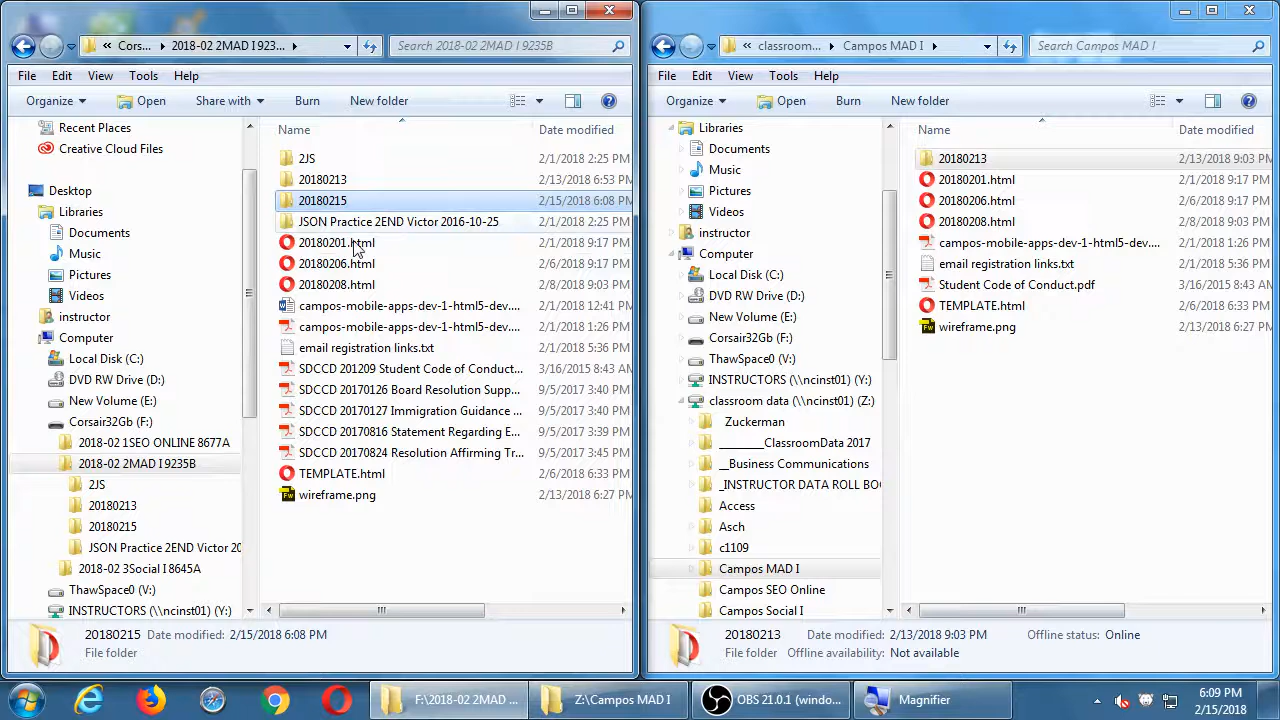 Cors... 2018-02 2MAD I 923... Search 2018-02 2MAD I 9235B
File Edit View Tools Help
Organize Open Share with Burn New folder
Recent Places
Creative Cloud Files
Desktop
Libraries
Documents
Music
Pictures
Videos
instructor
Computer
Local Disk (C:)
DVD RW Drive (D:)
New Volume (E:)
Corsair32Gb (F:)
2018-02 1SEO ONLINE 8677A
2018-02 2MAD I 9235B
2JS
20180213
20180215
JSON Practice 2END Victor 20
2018-02 3Social I 8645A
ThawSpace0 (V:)
INSTRUCTORS (\\ncinst01) (Y:)
Name Date modified
2JS 2/1/2018 2:25 PM
20180213 2/13/2018 6:53 PM
20180215 2/15/2018 6:08 PM
JSON Practice 2END Victor 2016-10-25 2/1/2018 2:25 PM
20180201.html 2/1/2018 9:17 PM
20180206.html 2/6/2018 9:17 PM
20180208.html 2/8/2018 9:03 PM
campos-mobile-apps-dev-1-html5-dev.... 2/1/2018 12:41 PM
campos-mobile-apps-dev-1-html5-dev.... 2/1/2018 1:26 PM
email registration links.txt 2/1/2018 5:36 PM
SDCCD 201209 Student Code of Conduct... 3/16/2015 8:43 AM
SDCCD 20170126 Board Resolution Supp... 9/5/2017 3:40 PM
SDCCD 20170127 Immigration Guidance ... 9/5/2017 3:40 PM
SDCCD 20170816 Statement Regarding E... 9/5/2017 3:39 PM
SDCCD 20170824 Resolution Affirming Tr... 9/5/2017 3:45 PM
TEMPLATE.html 2/6/2018 6:33 PM
wireframe.png 2/13/2018 6:27 PM
20180215 Date modified: 2/15/2018 6:08 PM
File folder
classroom... Campos MAD I Search Campos MAD I
File Edit View Tools Help
Organize Open Burn New folder
Libraries
Documents
Music
Pictures
Videos
instructor
Computer
Local Disk (C:)
DVD RW Drive (D:)
New Volume (E:)
Corsair32Gb (F:)
ThawSpace0 (V:)
INSTRUCTORS (\\ncinst01) (Y:)
classroom data (\\ncinst01) (Z:)
Zuckerman
________ClassroomData 2017
__Business Communications
_INSTRUCTOR DATA ROLL BOO
Access
Asch
c1109
Campos MAD I
Campos SEO Online
Campos Social I
Name Date modified
20180213 2/13/2018 9:03 PM
20180201.html 2/1/2018 9:17 PM
20180206.html 2/6/2018 9:17 PM
20180208.html 2/8/2018 9:03 PM
campos-mobile-apps-dev-1-html5-dev.... 2/1/2018 1:26 PM
email registration links.txt 2/1/2018 5:36 PM
Student Code of Conduct.pdf 3/16/2015 8:43 AM
TEMPLATE.html 2/6/2018 6:33 PM
wireframe.png 2/13/2018 6:27 PM
20180213 Date modified: 2/13/2018 9:03 PM Offline status: Online
File folder Offline availability: Not available
F:\2018-02 2MAD ... Z:\Campos MAD I OBS 21.0.1 (windo... Magnifier
6:09 PM
2/15/2018